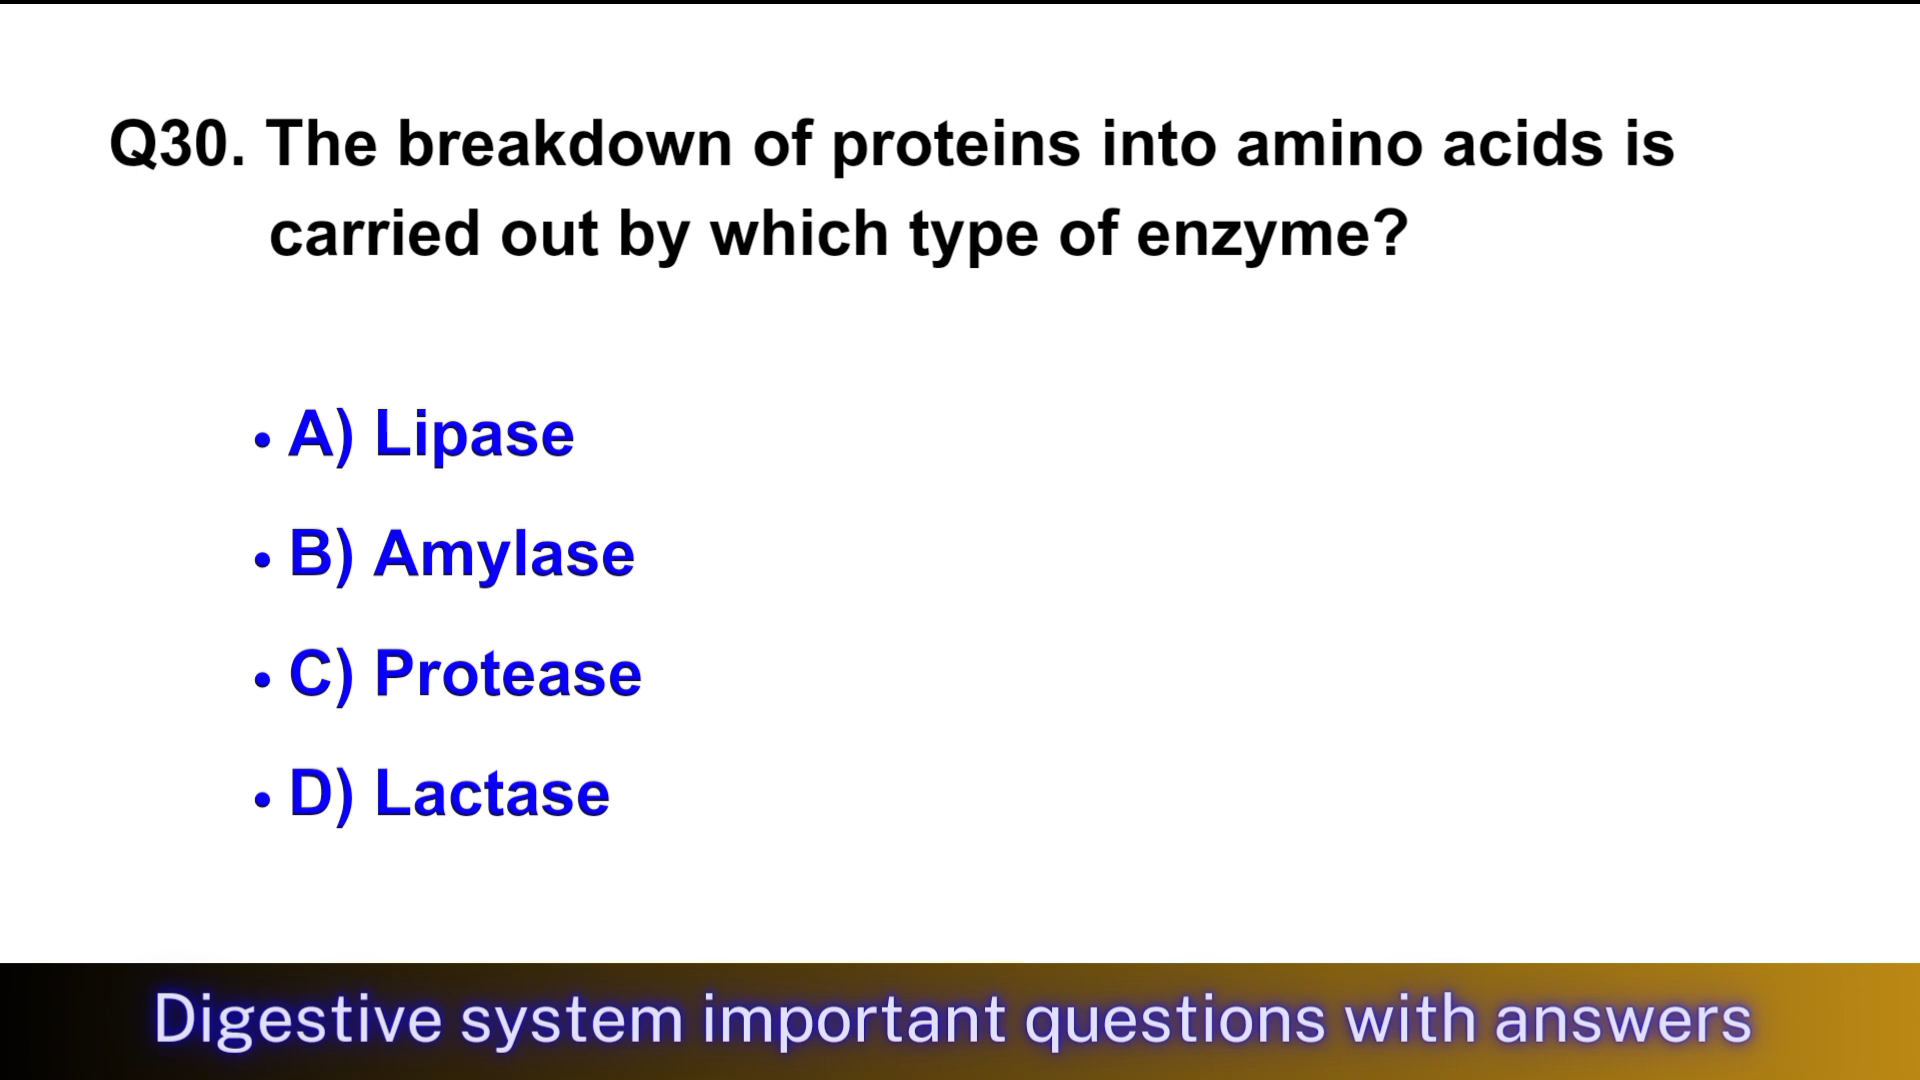 Q30. The breakdown of proteins into amino acids is
carried out by which type of enzyme?
• A) Lipase
• B) Amylase
• C) Protease
• D) Lactase
Digestive system important questions with answers